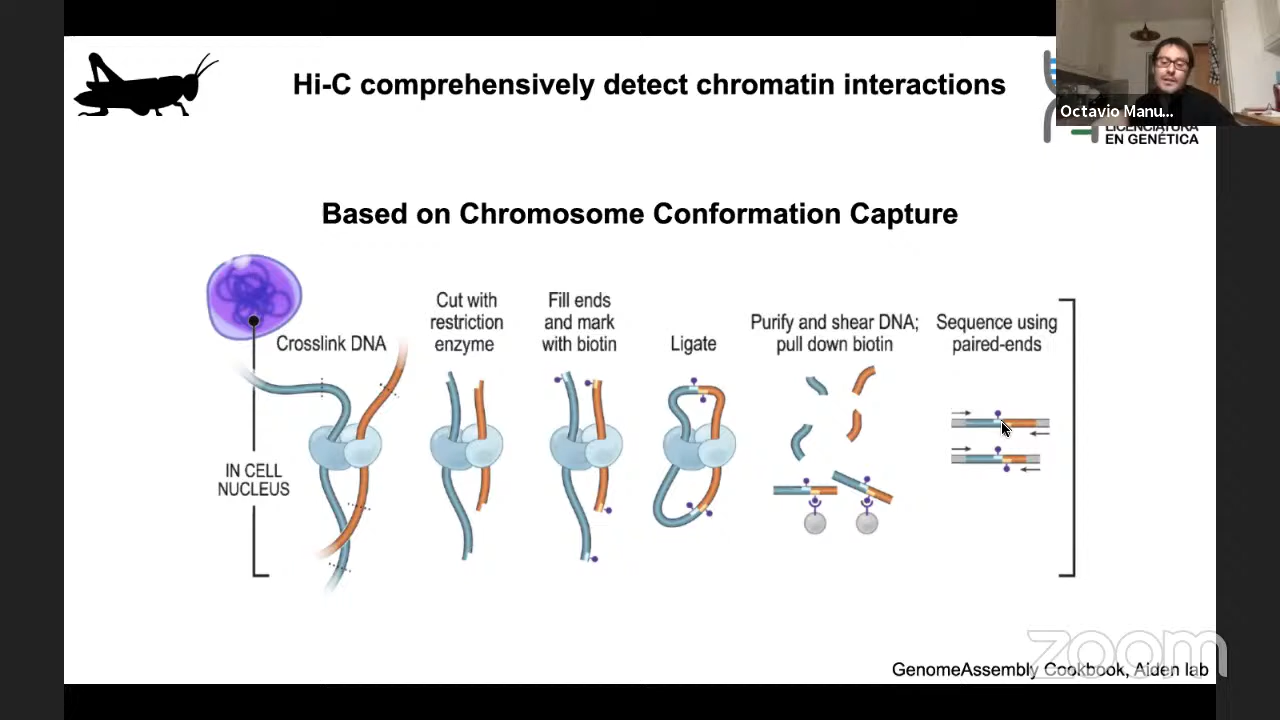 Hi-C comprehensively detect chromatin interactions
Octavio Manu...
LICENCIATURA
EN GENÉTICA
Based on Chromosome Conformation Capture
Crosslink DNA
Cut with
restriction
enzyme
Fill ends
and mark
with biotin
Ligate
Purify and shear DNA;
pull down biotin
Sequence using
paired-ends
IN CELL
NUCLEUS
zoom
GenomeAssembly Cookbook, Aiden lab